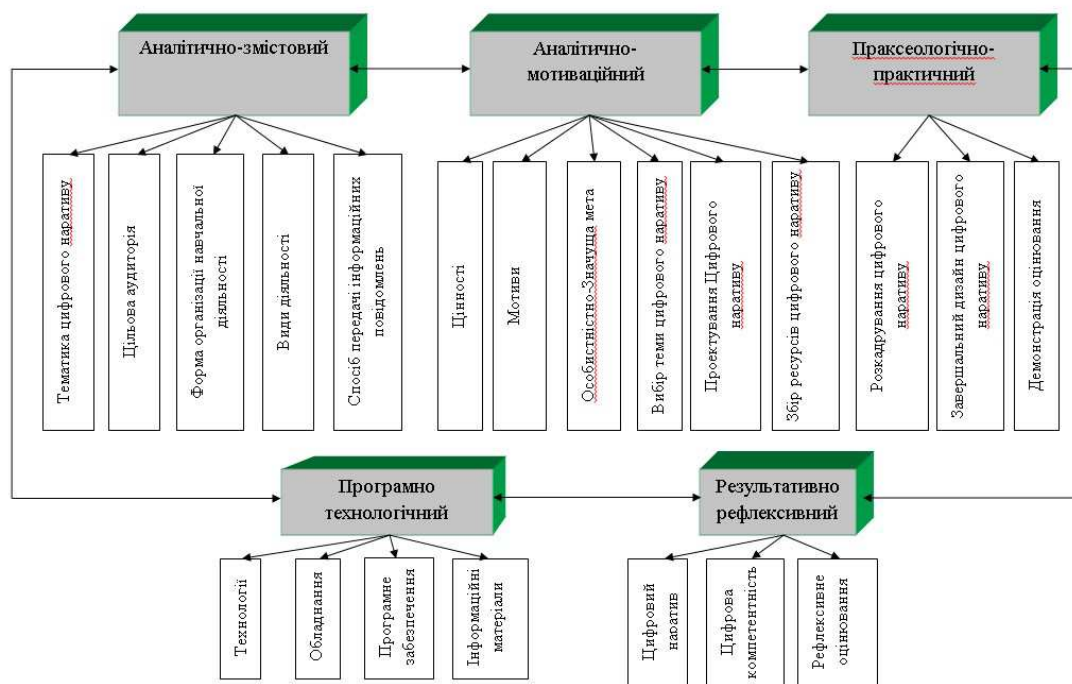 Аналітично-змістовий
Аналітично-
мотиваційний
Праксеологічно-
практичний
Тематика цифрового наративу
Цільова аудиторія
Форма організації навчальної
діяльності
Види діяльності
Спосіб передачі інформаційних
повідомлень
Цінності
Мотиви
Особистністно-Значуща мета
Вибір теми цифрового наративу
Проектування Цифрового
наративу
Збір ресурсів цифрового наративу
Розкадрування цифрового
наративу
Завершальний дизайн цифрового
наративу
Демонстрація оцінювання
Програмно
технологічний
Результативно
рефлексивний
Технології
Обладнання
Програмне
забезпечення
Інформаційні
матеріали
Цифровий
наратив
Цифрова
компетентність
Рефлексивне
оцінювання